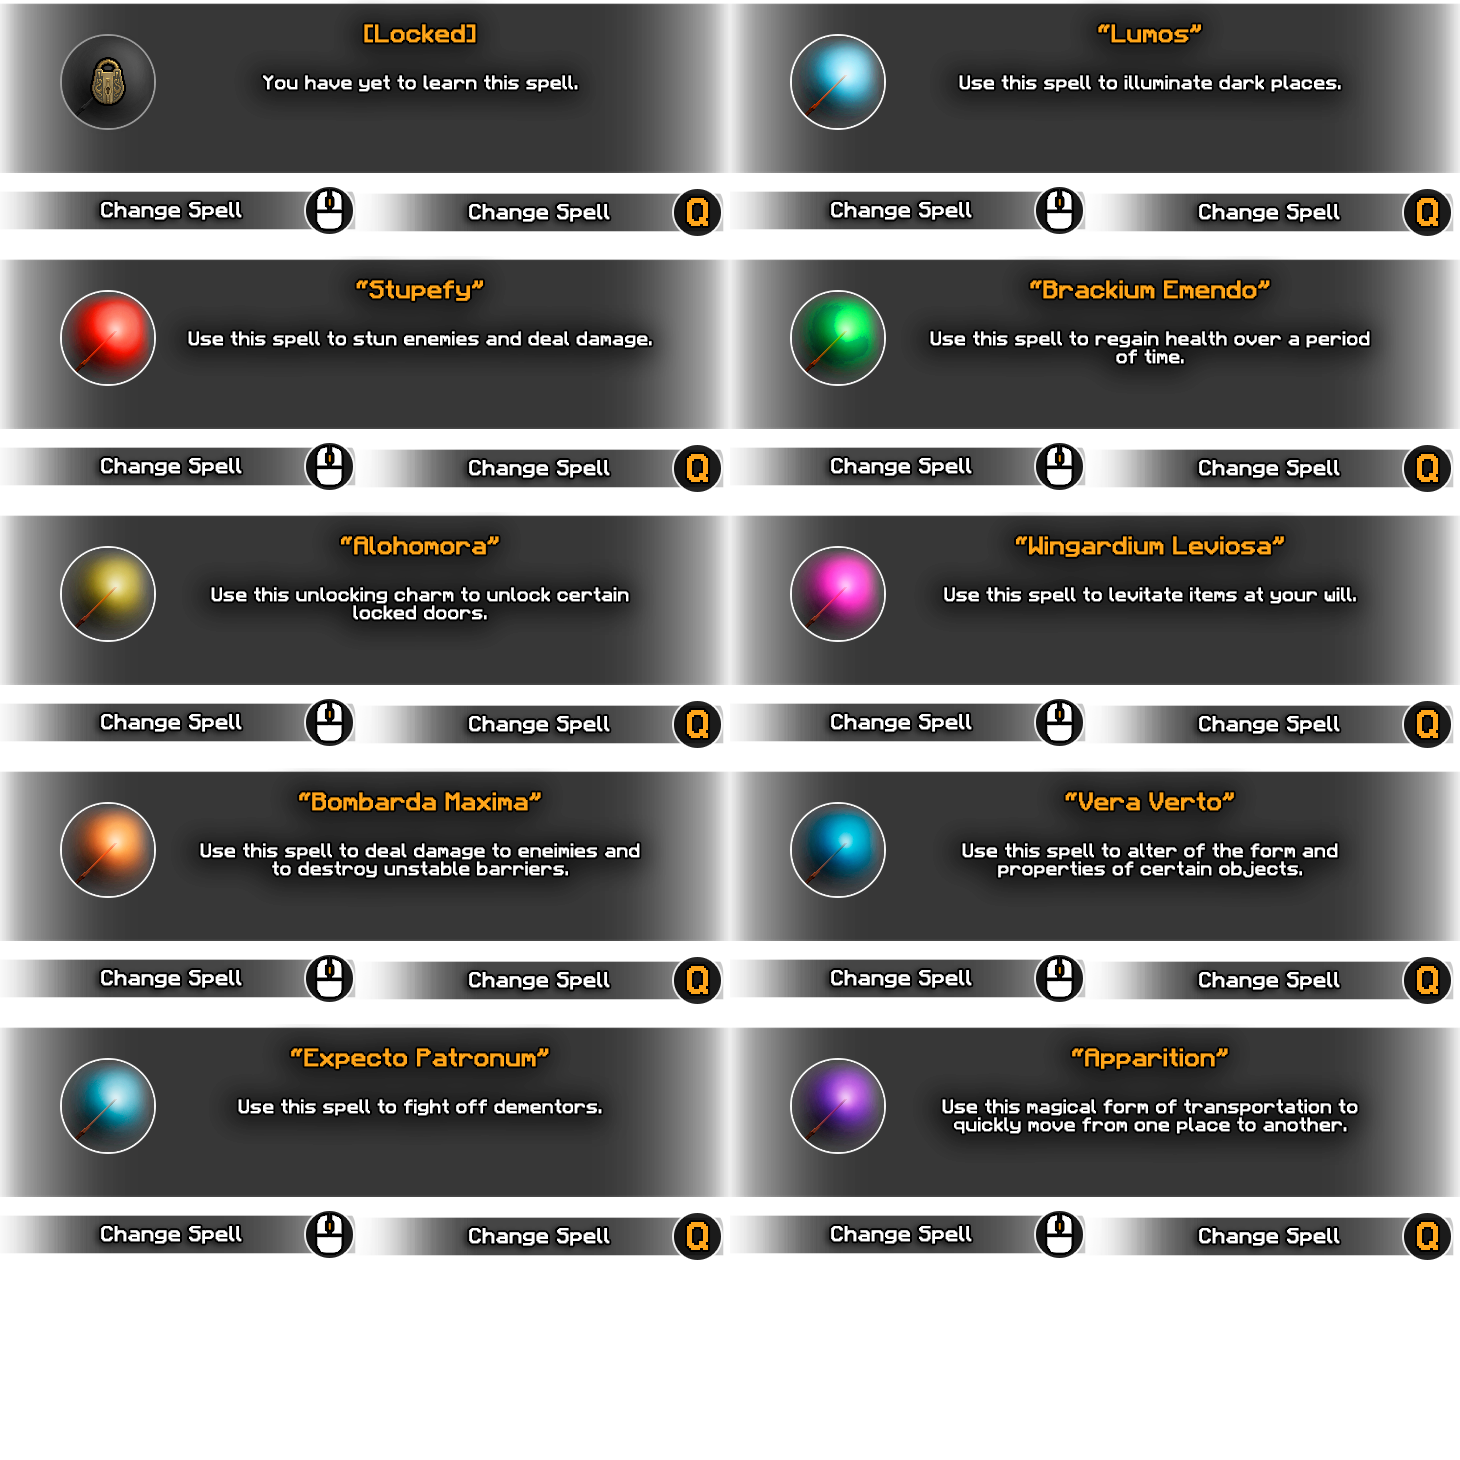 [Locked]
You have yet to learn this spell.
Change Spell
Change Spell Q
“Lumos”
Use this spell to illuminate dark places.
Change Spell
Change Spell Q
“Stupefy”
Use this spell to stun enemies and deal damage.
Change Spell
Change Spell Q
“Brackium Emendo”
Use this spell to regain health over a period
of time.
Change Spell
Change Spell Q
“Alohomora”
Use this unlocking charm to unlock certain
locked doors.
Change Spell
Change Spell Q
“Wingardium Leviosa”
Use this spell to levitate items at your will.
Change Spell
Change Spell Q
“Bombarda Maxima”
Use this spell to deal damage to eneimies and
to destroy unstable barriers.
Change Spell
Change Spell Q
“Vera Verto”
Use this spell to alter of the form and
properties of certain objects.
Change Spell
Change Spell Q
“Expecto Patronum”
Use this spell to fight off dementors.
Change Spell
Change Spell Q
“Apparition”
Use this magical form of transportation to
quickly move from one place to another.
Change Spell
Change Spell Q